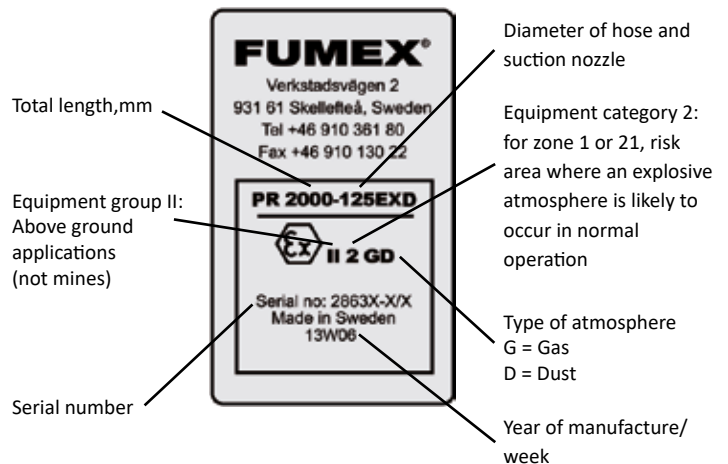 Total length,mm
Equipment group II:
Above ground
applications
(not mines)
Serial number
FUMEX®
Verkstadsvägen 2
931 61 Skellefteå, Sweden
Tel +46 910 361 80
Fax +46 910 130 22
PR 2000-125EXD
Ex II 2 GD
Serial no: 2863X-X/X
Made in Sweden
13W06
Diameter of hose and
suction nozzle
Equipment category 2:
for zone 1 or 21, risk
area where an explosive
atmosphere is likely to
occur in normal
operation
Type of atmosphere
G = Gas
D = Dust
Year of manufacture/
week